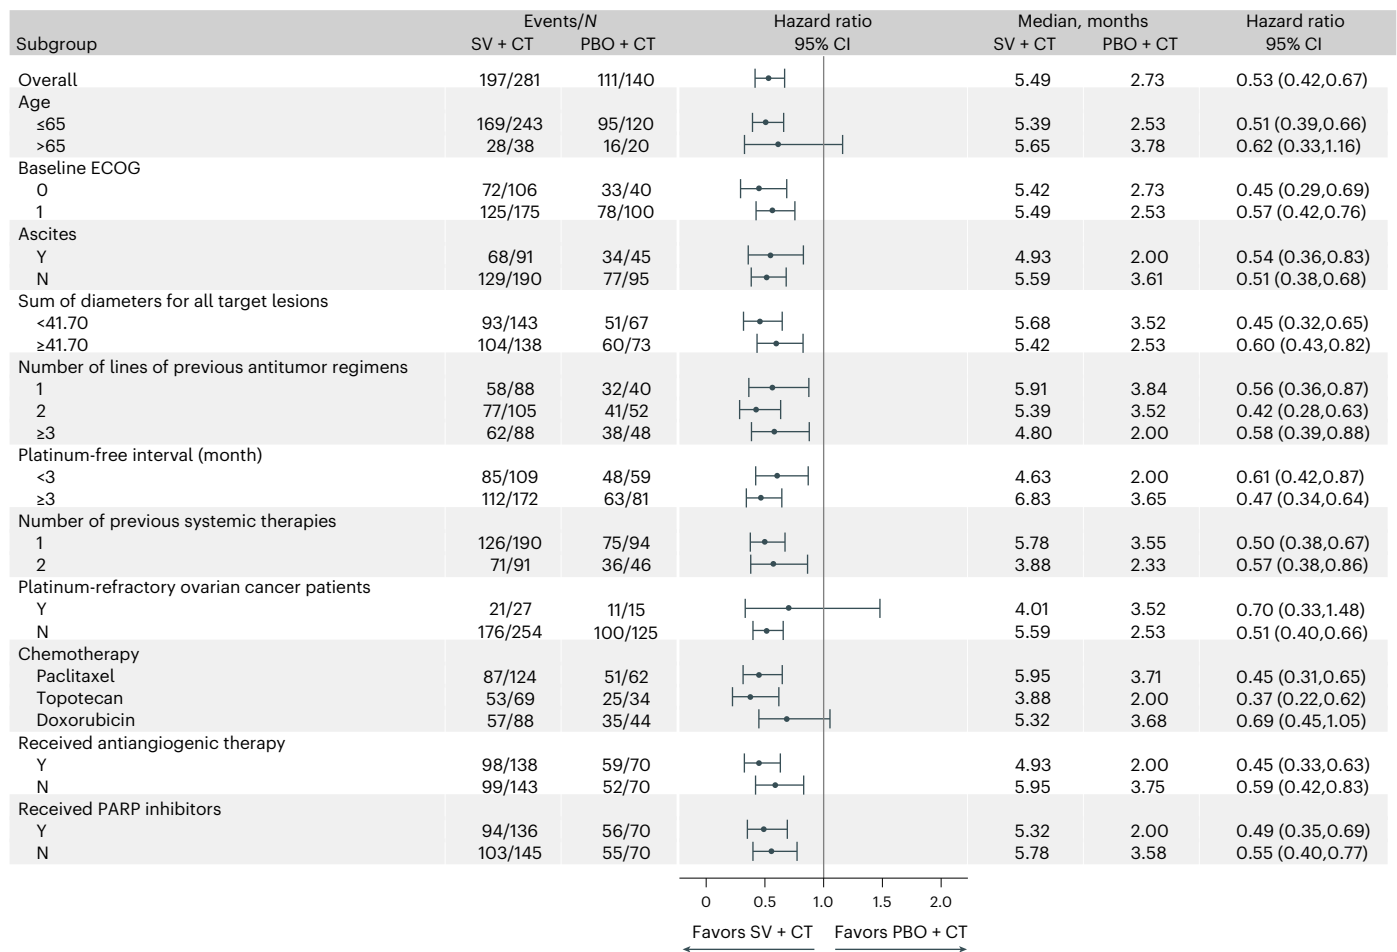 Events/N Hazard ratio Median, months Hazard ratio
Subgroup SV + CT PBO + CT 95% CI SV + CT PBO + CT 95% CI
Overall 197/281 111/140 5.49 2.73 0.53 (0.42,0.67)
Age
≤65 169/243 95/120 5.39 2.53 0.51 (0.39,0.66)
>65 28/38 16/20 5.65 3.78 0.62 (0.33,1.16)
Baseline ECOG
0 72/106 33/40 5.42 2.73 0.45 (0.29,0.69)
1 125/175 78/100 5.49 2.53 0.57 (0.42,0.76)
Ascites
Y 68/91 34/45 4.93 2.00 0.54 (0.36,0.83)
N 129/190 77/95 5.59 3.61 0.51 (0.38,0.68)
Sum of diameters for all target lesions
<41.70 93/143 51/67 5.68 3.52 0.45 (0.32,0.65)
≥41.70 104/138 60/73 5.42 2.53 0.60 (0.43,0.82)
Number of lines of previous antitumor regimens
1 58/88 32/40 5.91 3.84 0.56 (0.36,0.87)
2 77/105 41/52 5.39 3.52 0.42 (0.28,0.63)
≥3 62/88 38/48 4.80 2.00 0.58 (0.39,0.88)
Platinum-free interval (month)
<3 85/109 48/59 4.63 2.00 0.61 (0.42,0.87)
≥3 112/172 63/81 6.83 3.65 0.47 (0.34,0.64)
Number of previous systemic therapies
1 126/190 75/94 5.78 3.55 0.50 (0.38,0.67)
2 71/91 36/46 3.88 2.33 0.57 (0.38,0.86)
Platinum-refractory ovarian cancer patients
Y 21/27 11/15 4.01 3.52 0.70 (0.33,1.48)
N 176/254 100/125 5.59 2.53 0.51 (0.40,0.66)
Chemotherapy
Paclitaxel 87/124 51/62 5.95 3.71 0.45 (0.31,0.65)
Topotecan 53/69 25/34 3.88 2.00 0.37 (0.22,0.62)
Doxorubicin 57/88 35/44 5.32 3.68 0.69 (0.45,1.05)
Received antiangiogenic therapy
Y 98/138 59/70 4.93 2.00 0.45 (0.33,0.63)
N 99/143 52/70 5.95 3.75 0.59 (0.42,0.83)
Received PARP inhibitors
Y 94/136 56/70 5.32 2.00 0.49 (0.35,0.69)
N 103/145 55/70 5.78 3.58 0.55 (0.40,0.77)
0 0.5 1.0 1.5 2.0
Favors SV + CT Favors PBO + CT